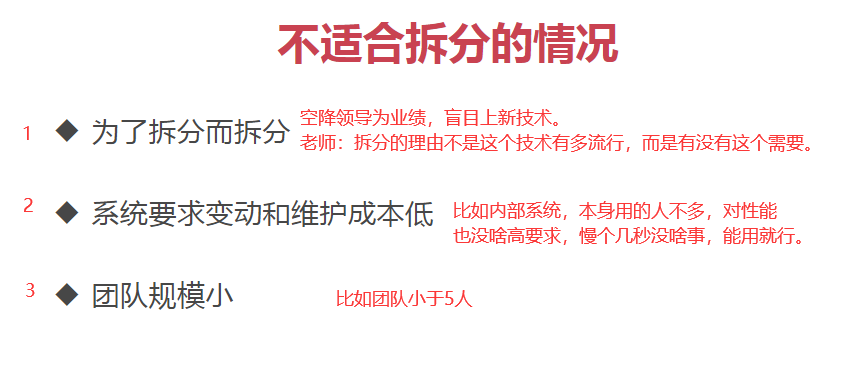 不适合拆分的情况
1 ◆ 为了拆分而拆分 空降领导为业绩，盲目上新技术。
老师：拆分的理由不是这个技术有多流行，而是有没有这个需要。
2 ◆ 系统要求变动和维护成本低 比如内部系统，本身用的人不多，对性能
也没啥高要求，慢个几秒没啥事，能用就行。
3 ◆ 团队规模小 比如团队小于5人